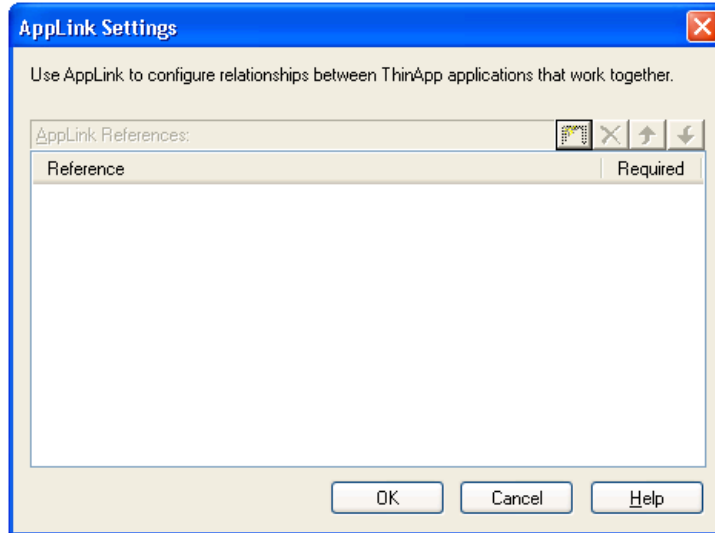 AppLink Settings
Use AppLink to configure relationships between ThinApp applications that work together.
AppLink References:
Reference Required
OK Cancel Help